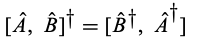 [Â, B̂]† = [B̂†, Â†]